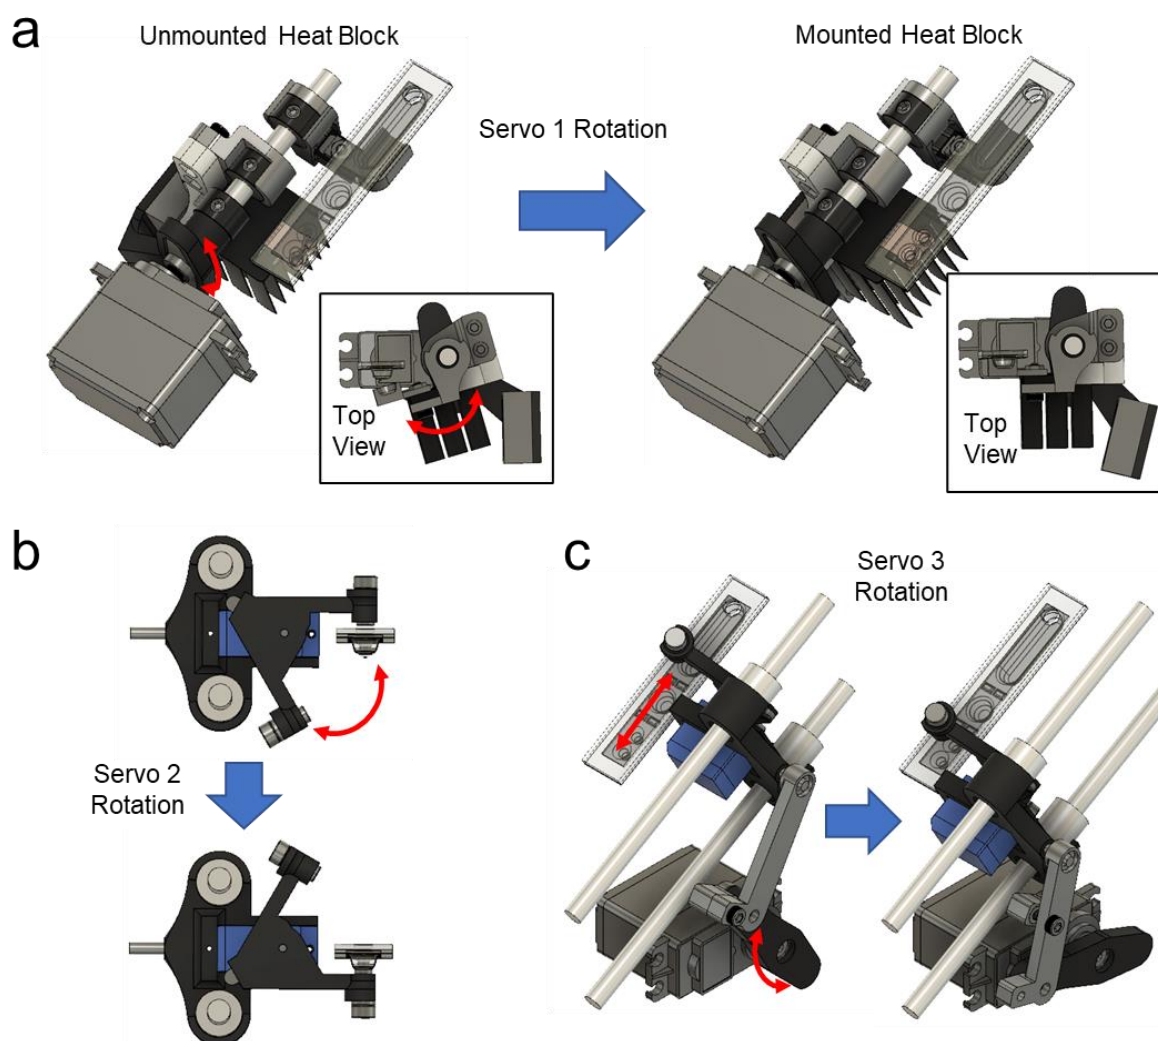 a
Unmounted Heat Block
Mounted Heat Block
Servo 1 Rotation
Top
View
Top
View
b
Servo 2
Rotation
c
Servo 3
Rotation